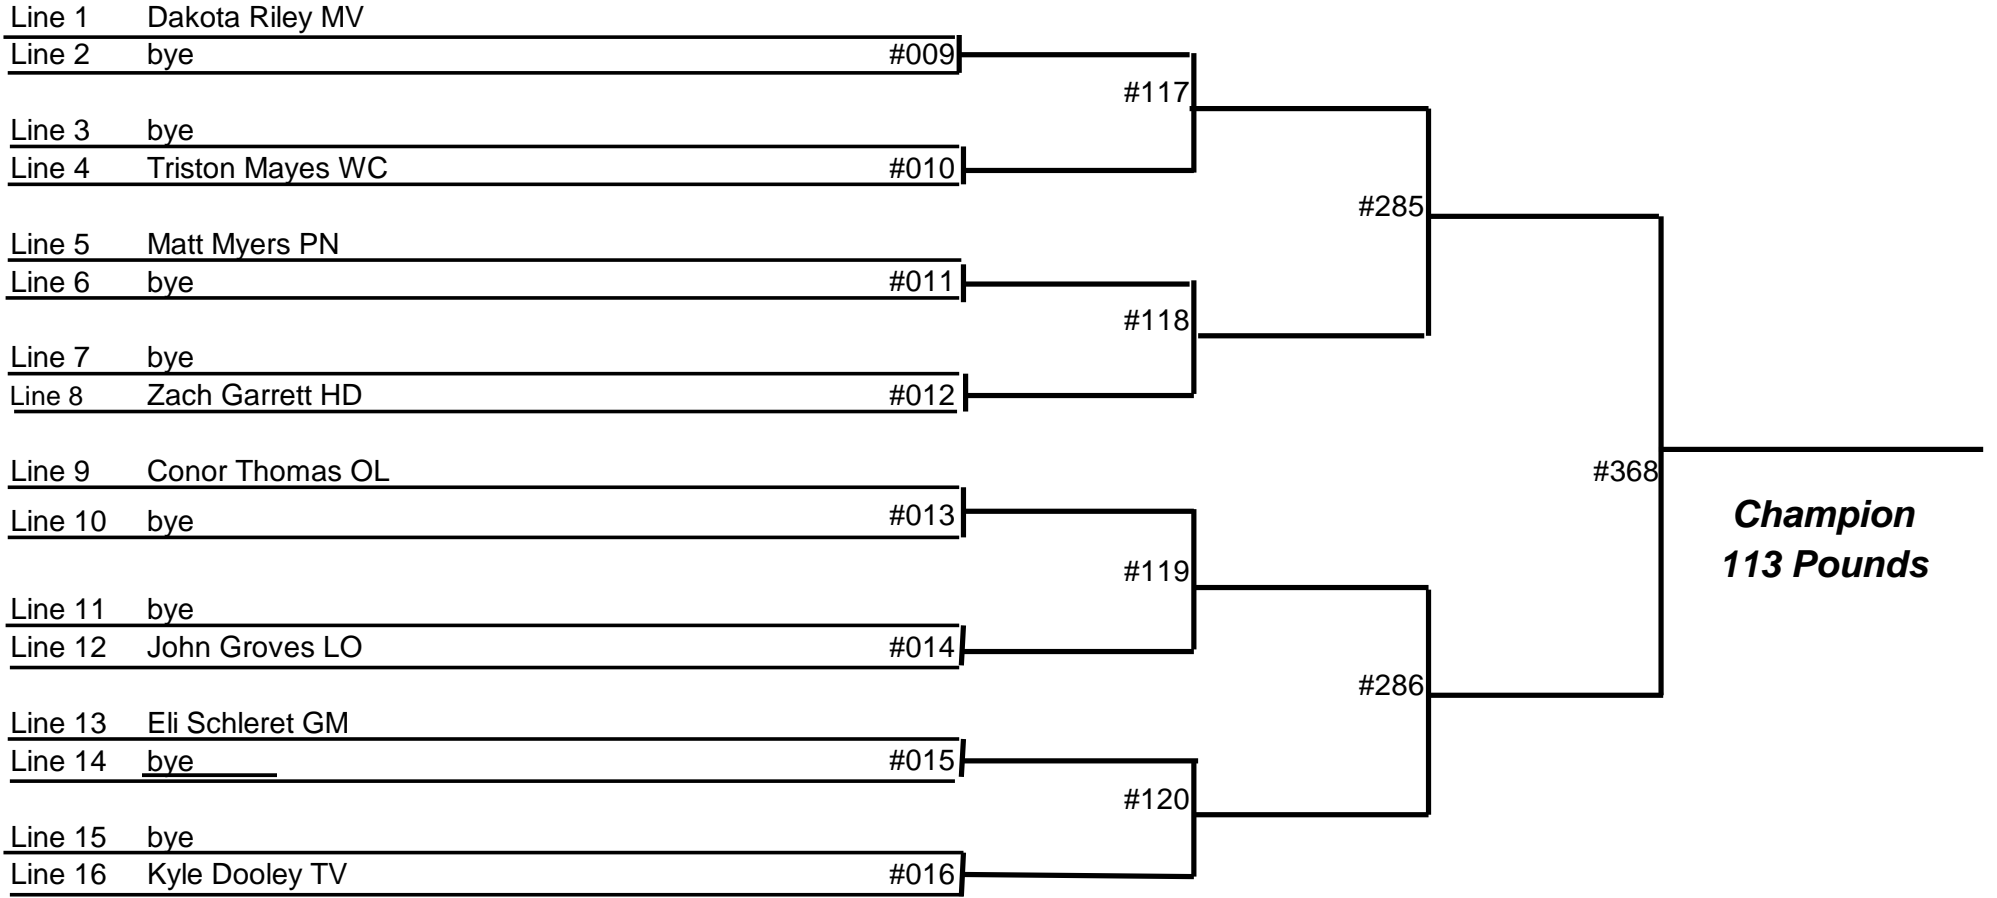 Line 1 Dakota Riley MV
Line 2 bye #009
#117
Line 3 bye
Line 4 Triston Mayes WC #010
#285
Line 5 Matt Myers PN
Line 6 bye #011
#118
Line 7 bye
Line 8 Zach Garrett HD #012
Line 9 Conor Thomas OL
#368
Line 10 bye #013
Champion
113 Pounds
#119
Line 11 bye
Line 12 John Groves LO #014
#286
Line 13 Eli Schleret GM
Line 14 bye #015
#120
Line 15 bye
Line 16 Kyle Dooley TV #016